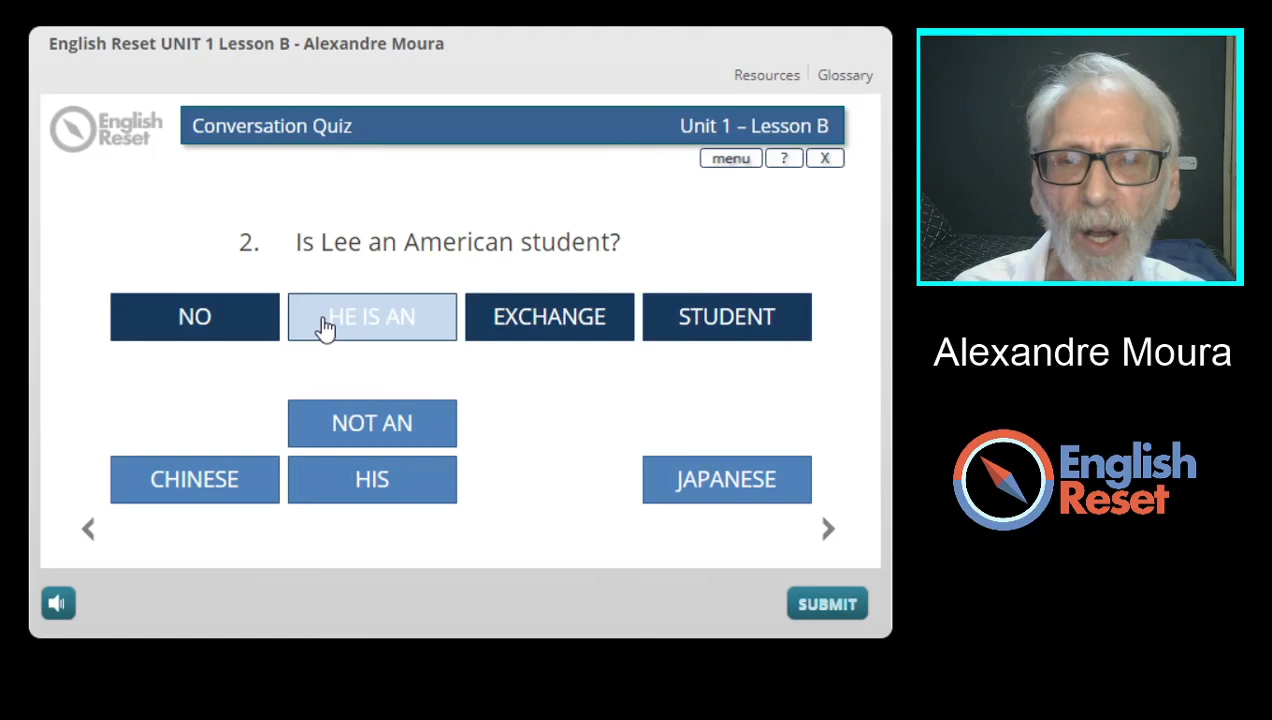 English Reset UNIT 1 Lesson B - Alexandre Moura
Resources Glossary
English
Reset
Conversation Quiz Unit 1 – Lesson B
menu ? X
2. Is Lee an American student?
NO HE IS AN EXCHANGE STUDENT
NOT AN
CHINESE HIS JAPANESE
SUBMIT
Alexandre Moura
English
Reset